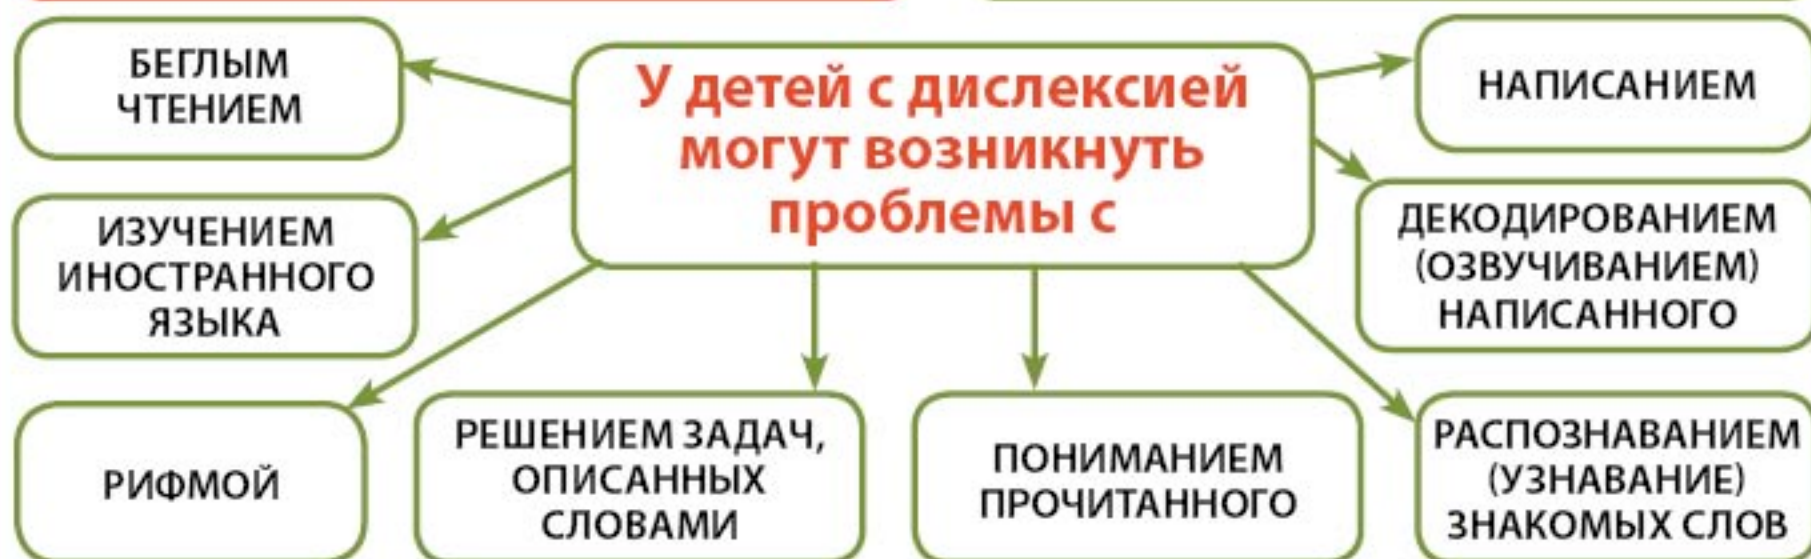 У детей с дислексией
могут возникнуть
проблемы с
БЕГЛЫМ
ЧТЕНИЕМ
НАПИСАНИЕМ
ИЗУЧЕНИЕМ
ИНОСТРАННОГО
ЯЗЫКА
ДЕКОДИРОВАНИЕМ
(ОЗВУЧИВАНИЕМ)
НАПИСАННОГО
РИФМОЙ
РЕШЕНИЕМ ЗАДАЧ,
ОПИСАННЫХ
СЛОВАМИ
ПОНИМАНИЕМ
ПРОЧИТАННОГО
РАСПОЗНАВАНИЕМ
(УЗНАВАНИЕ)
ЗНАКОМЫХ СЛОВ